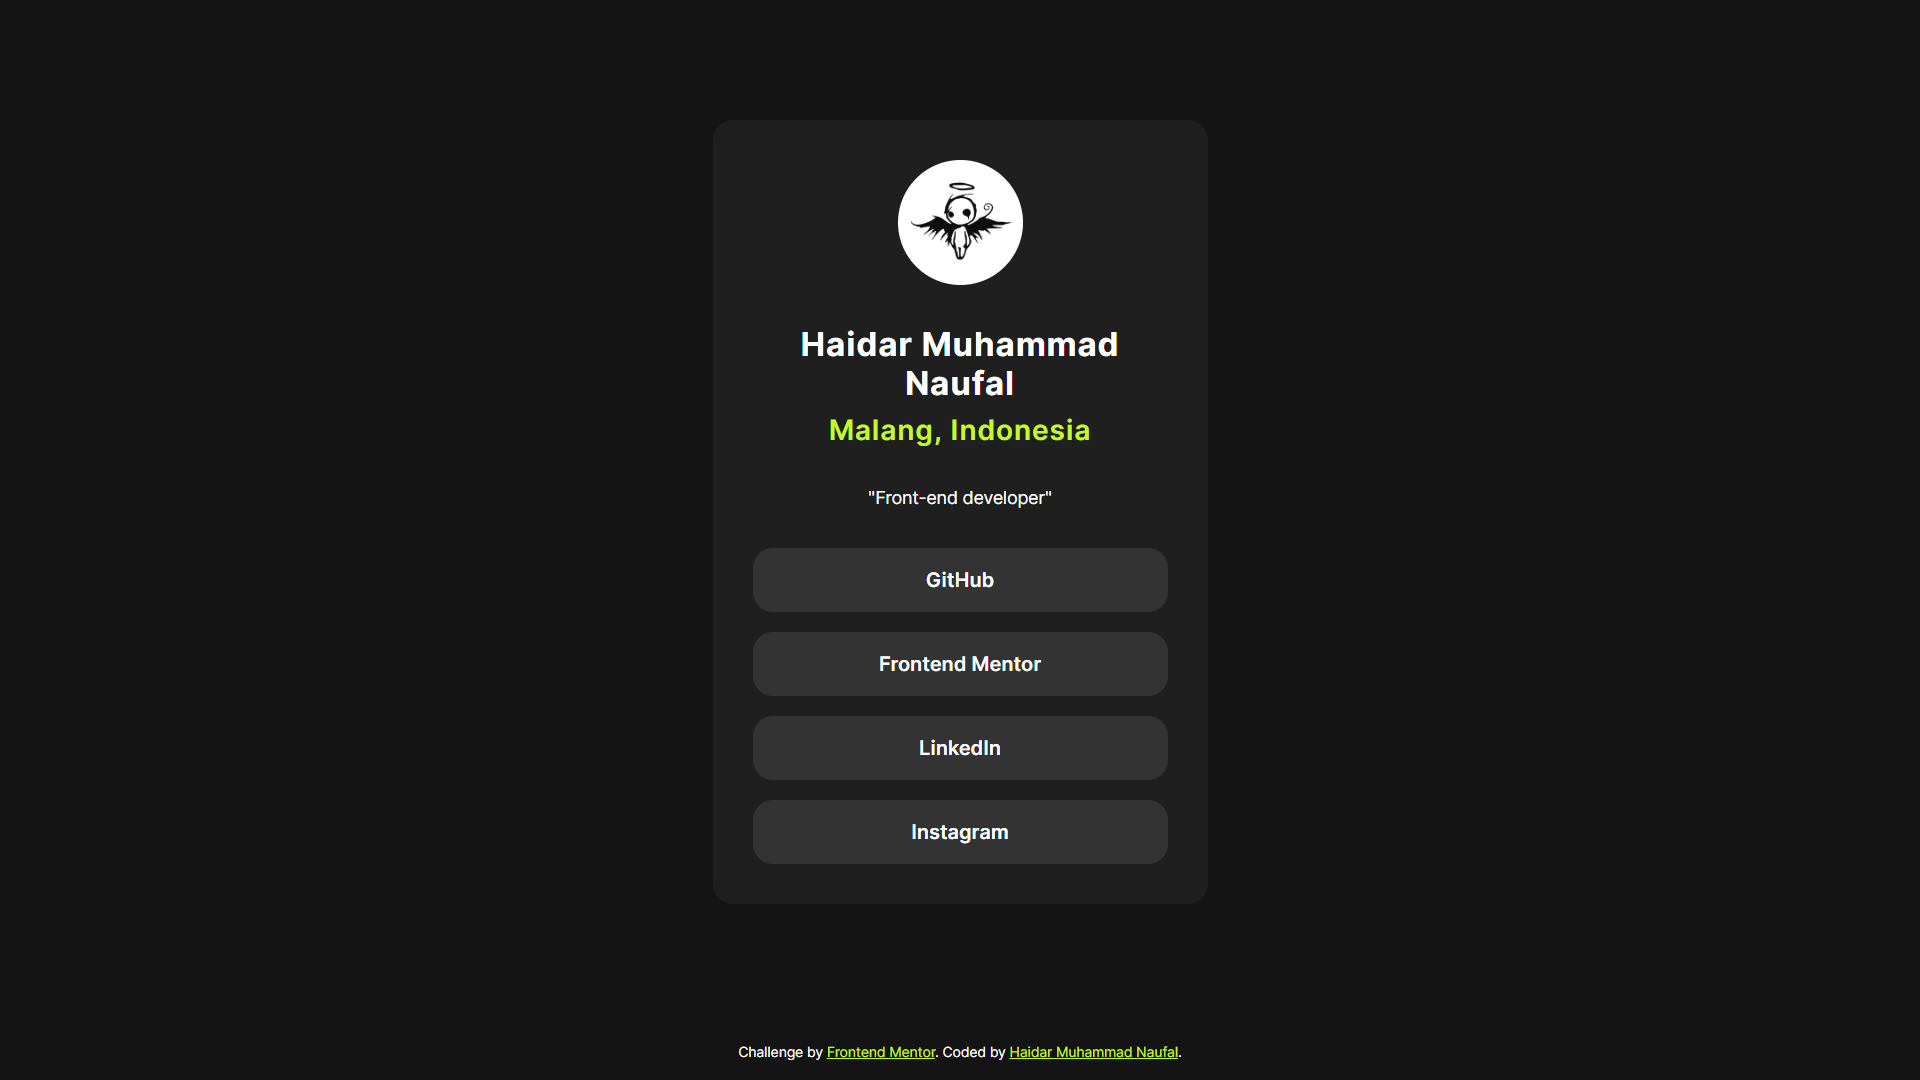 Haidar Muhammad
Naufal
Malang, Indonesia
"Front-end developer"
GitHub
Frontend Mentor
LinkedIn
Instagram
Challenge by Frontend Mentor. Coded by Haidar Muhammad Naufal.